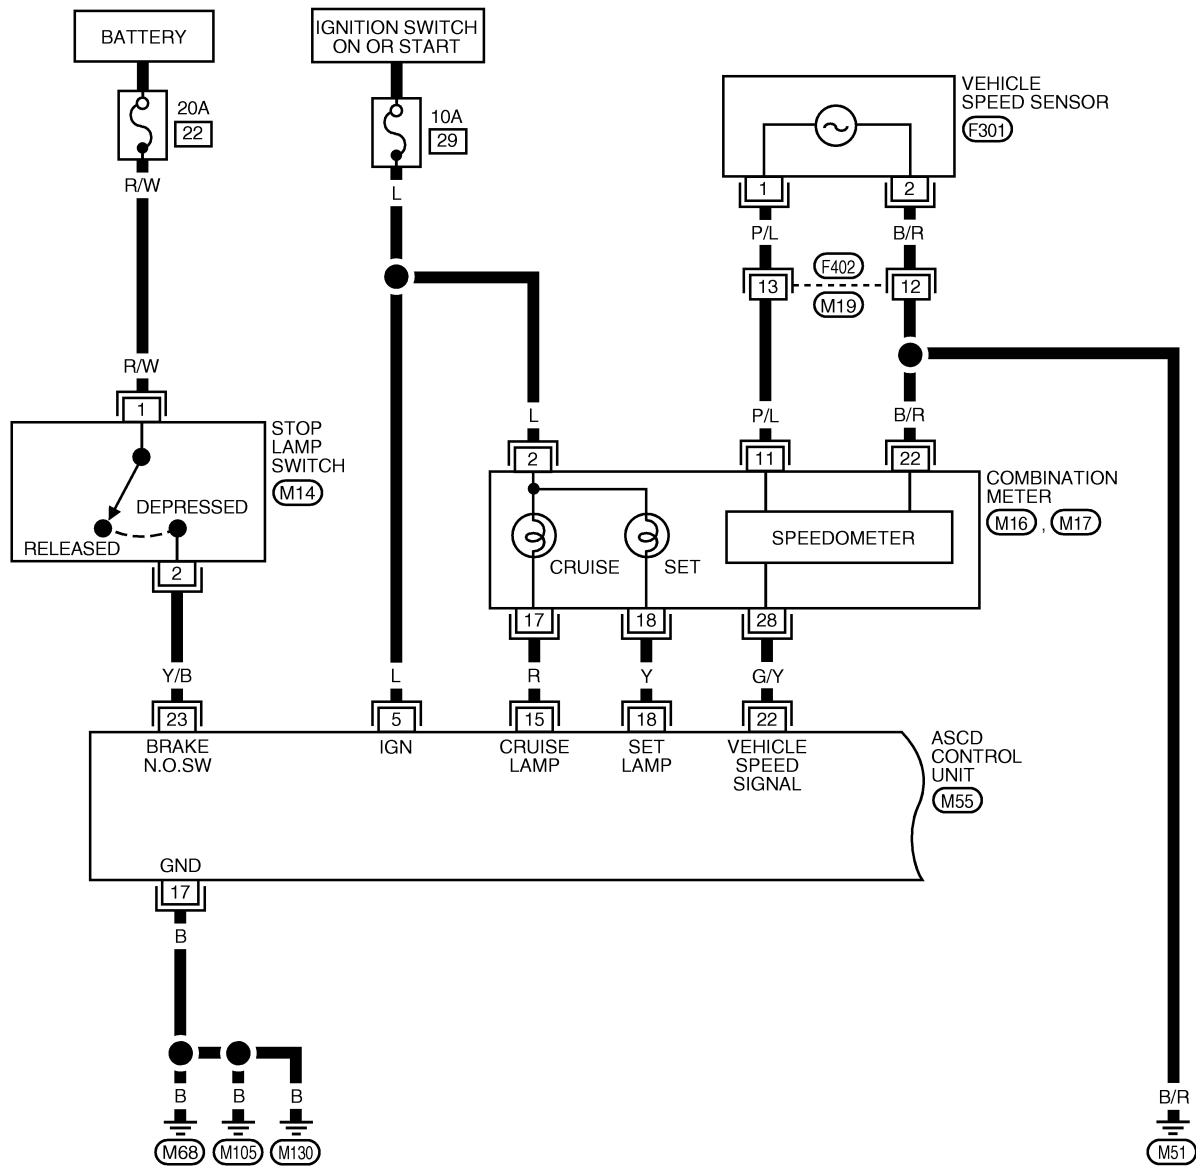 BATTERY
20A
22
R/W
R/W
1
STOP
LAMP
SWITCH
M14
DEPRESSED
RELEASED
2
Y/B
IGNITION SWITCH
ON OR START
10A
29
L
L
VEHICLE
SPEED SENSOR
F301
1
2
P/L
B/R
13
F402
M19
12
P/L
B/R
2
11
22
COMBINATION
METER
M16 , M17
SPEEDOMETER
CRUISE
SET
17
18
28
L
R
Y
G/Y
23
5
15
18
22
BRAKE
N.O.SW
IGN
CRUISE
LAMP
SET
LAMP
VEHICLE
SPEED
SIGNAL
ASCD
CONTROL
UNIT
M55
GND
17
B
B
B
B
B/R
M68
M105
M130
M51